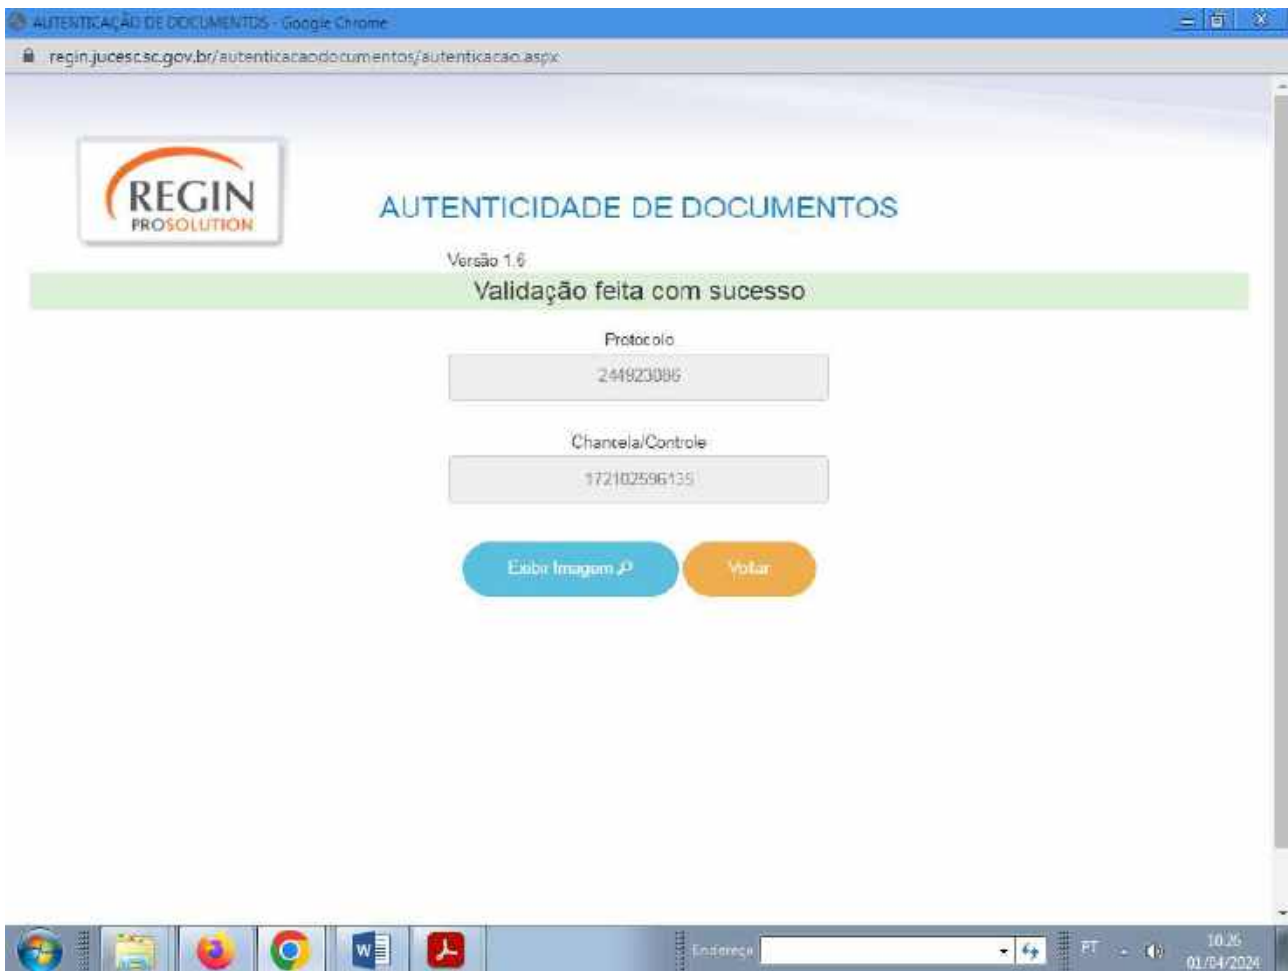 AUTENTICAÇÃO DE DOCUMENTOS - Google Chrome
regin.jucesc.sc.gov.br/autenticacaodocumentos/autenticacao.aspx
REGIN
PROSOLUTION
AUTENTICIDADE DE DOCUMENTOS
Versão 1.6
Validação feita com sucesso
Protocolo
244923086
Chancela/Controle
172102596135
Exibir Imagem
Voltar
Endereço
PT
10:26
01/04/2024